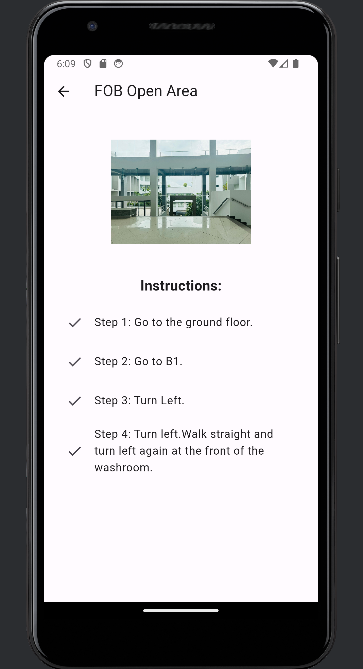 6:09
FOB Open Area
Instructions:
Step 1: Go to the ground floor.
Step 2: Go to B1.
Step 3: Turn Left.
Step 4: Turn left.Walk straight and
turn left again at the front of the
washroom.